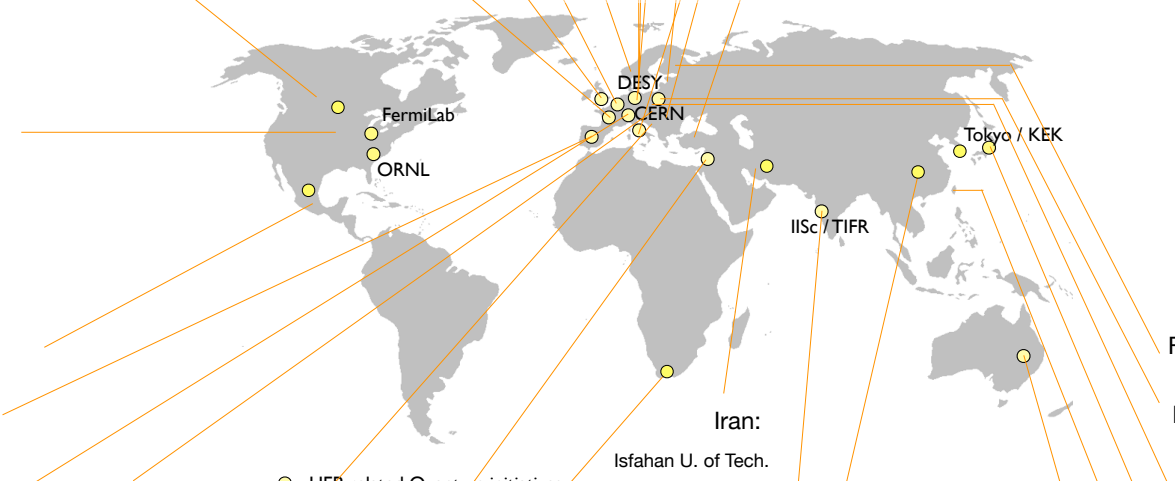 DESY
FermiLab
CERN
Tokyo / KEK
ORNL
IISc / TIFR
Iran:
Isfahan U. of Tech.